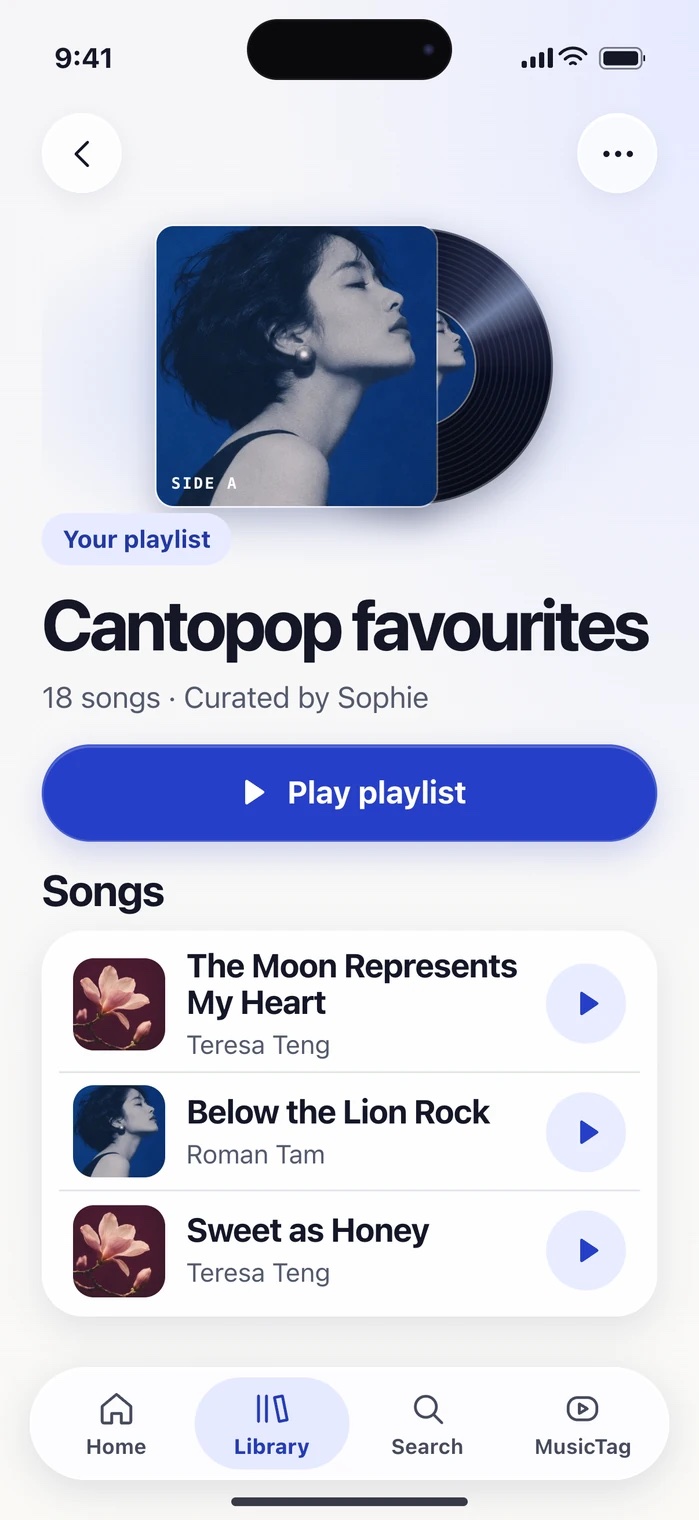 9:41
SIDE A
Your playlist
Cantopop favourites
18 songs · Curated by Sophie
Play playlist
Songs
The Moon Represents
My Heart
Teresa Teng
Below the Lion Rock
Roman Tam
Sweet as Honey
Teresa Teng
Home
Library
Search
MusicTag